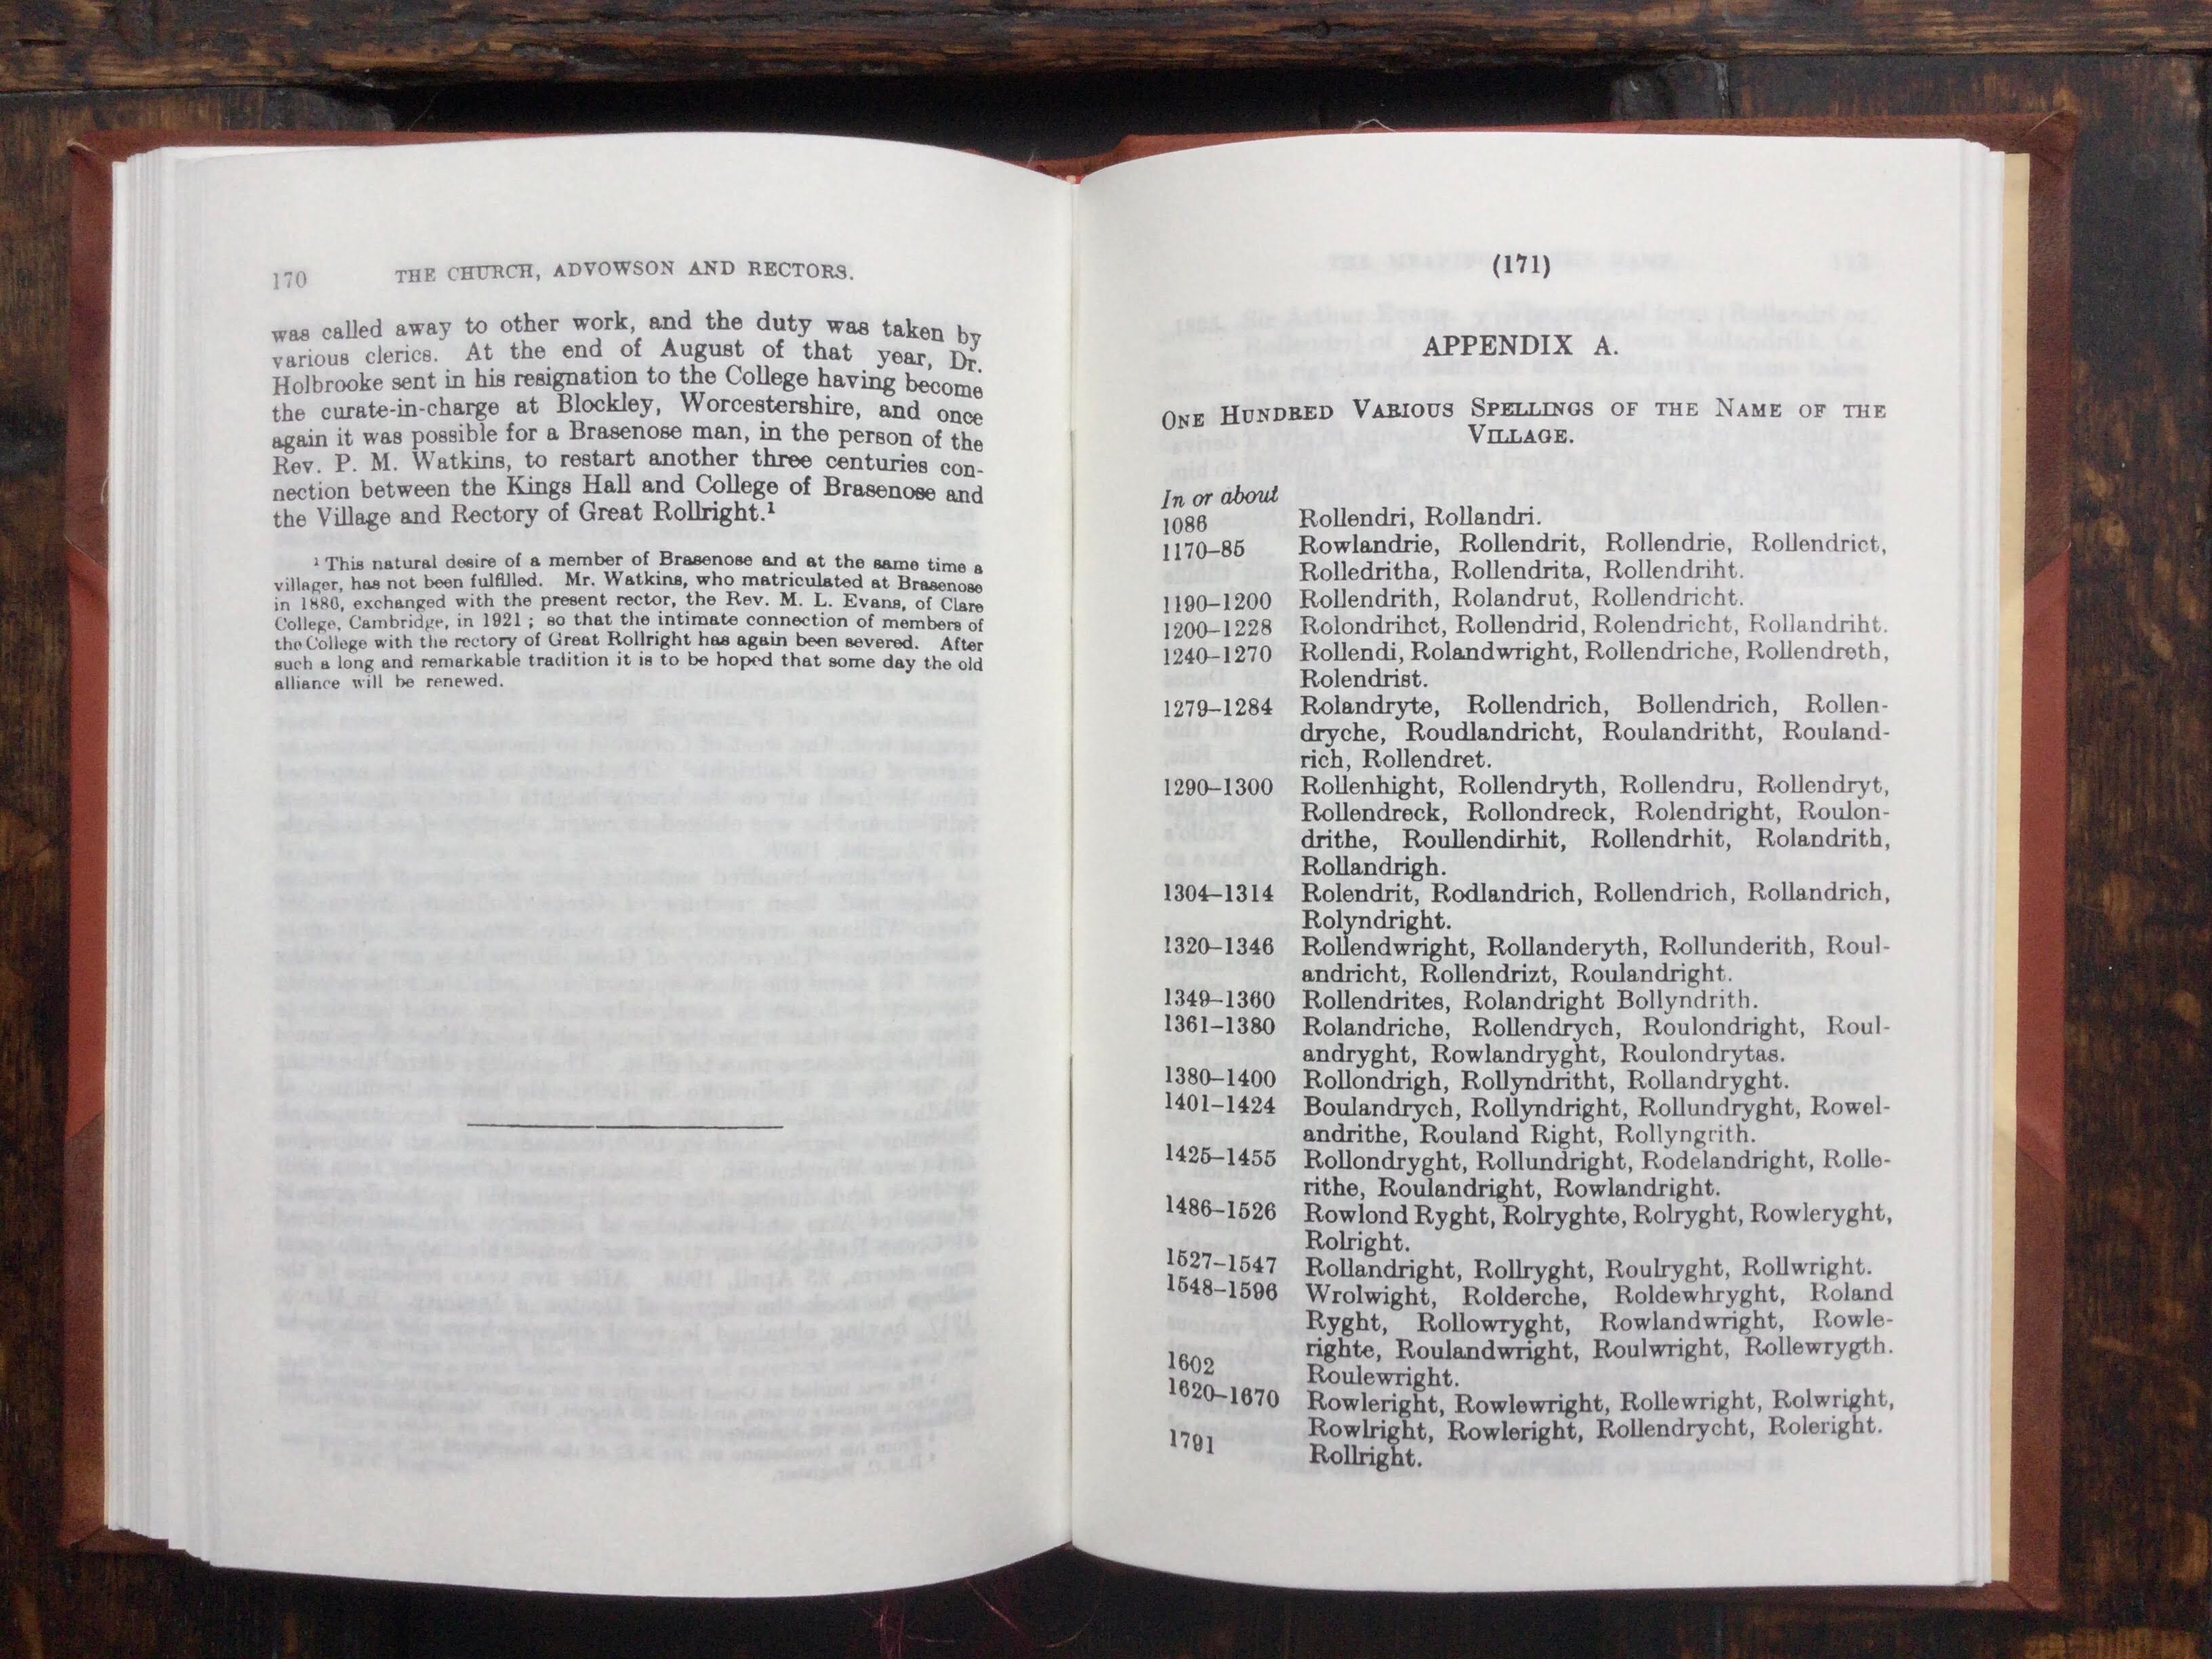 170 THE CHURCH, ADVOWSON AND RECTORS.
was called away to other work, and the duty was taken by
various clerics. At the end of August of that year, Dr.
Holbrooke sent in his resignation to the College having become
the curate-in-charge at Blockley, Worcestershire, and once
again it was possible for a Brasenose man, in the person of the
Rev. P. M. Watkins, to restart another three centuries con-
nection between the Kings Hall and College of Brasenose and
the Village and Rectory of Great Rollright.¹
¹ This natural desire of a member of Brasenose and at the same time a
villager, has not been fulfilled. Mr. Watkins, who matriculated at Brasenose
in 1886, exchanged with the present rector, the Rev. M. L. Evans, of Clare
College, Cambridge, in 1921 ; so that the intimate connection of members of
the College with the rectory of Great Rollright has again been severed. After
such a long and remarkable tradition it is to be hoped that some day the old
alliance will be renewed.
(171)
APPENDIX A.
ONE HUNDRED VARIOUS SPELLINGS OF THE NAME OF THE
VILLAGE.
In or about
1086 Rollendri, Rollandri.
1170–85 Rowlandrie, Rollendrit, Rollendrie, Rollendrict,
Rolledritha, Rollendrita, Rollendriht.
1190–1200 Rollendrith, Rolandrut, Rollendricht.
1200–1228 Rolondrihct, Rollendrid, Rolendricht, Rollandriht.
1240–1270 Rollendi, Rolandwright, Rollendriche, Rollendreth,
Rolendrist.
1279–1284 Rolandryte, Rollendrich, Bollendrich, Rollen-
dryche, Roudlandricht, Roulandritht, Rouland-
rich, Rollendret.
1290–1300 Rollenhight, Rollendryth, Rollendru, Rollendryt,
Rollendreck, Rollondreck, Rolendright, Roulon-
drithe, Roullendirhit, Rollendrhit, Rolandrith,
Rollandrigh.
1304–1314 Rolendrit, Rodlandrich, Rollendrich, Rollandrich,
Rolyndright.
1320–1346 Rollendwright, Rollanderyth, Rollunderith, Roul-
andricht, Rollendrizt, Roulandright.
1349–1360 Rollendrites, Rolandright Bollyndrith.
1361–1380 Rolandriche, Rollendrych, Roulondright, Roul-
andryght, Rowlandryght, Roulondrytas.
1380–1400 Rollondrigh, Rollyndritht, Rollandryght.
1401–1424 Boulandrych, Rollyndright, Rollundryght, Rowel-
andrithe, Rouland Right, Rollyngrith.
1425–1455 Rollondryght, Rollundright, Rodelandright, Rolle-
rithe, Roulandright, Rowlandright.
1486–1526 Rowlond Ryght, Rolryghte, Rolryght, Rowleryght,
Rolright.
1527–1547 Rollandright, Rollryght, Roulryght, Rollwright.
1548–1596 Wrolwight, Rolderche, Roldewhryght, Roland
Ryght, Rollowryght, Rowlandwright, Rowle-
righte, Roulandwright, Roulwright, Rollewrygth.
1602 Roulewright.
1620–1670 Rowleright, Rowlewright, Rollewright, Rolwright,
Rowlright, Rowleright, Rollendrycht, Roleright.
1791 Rollright.